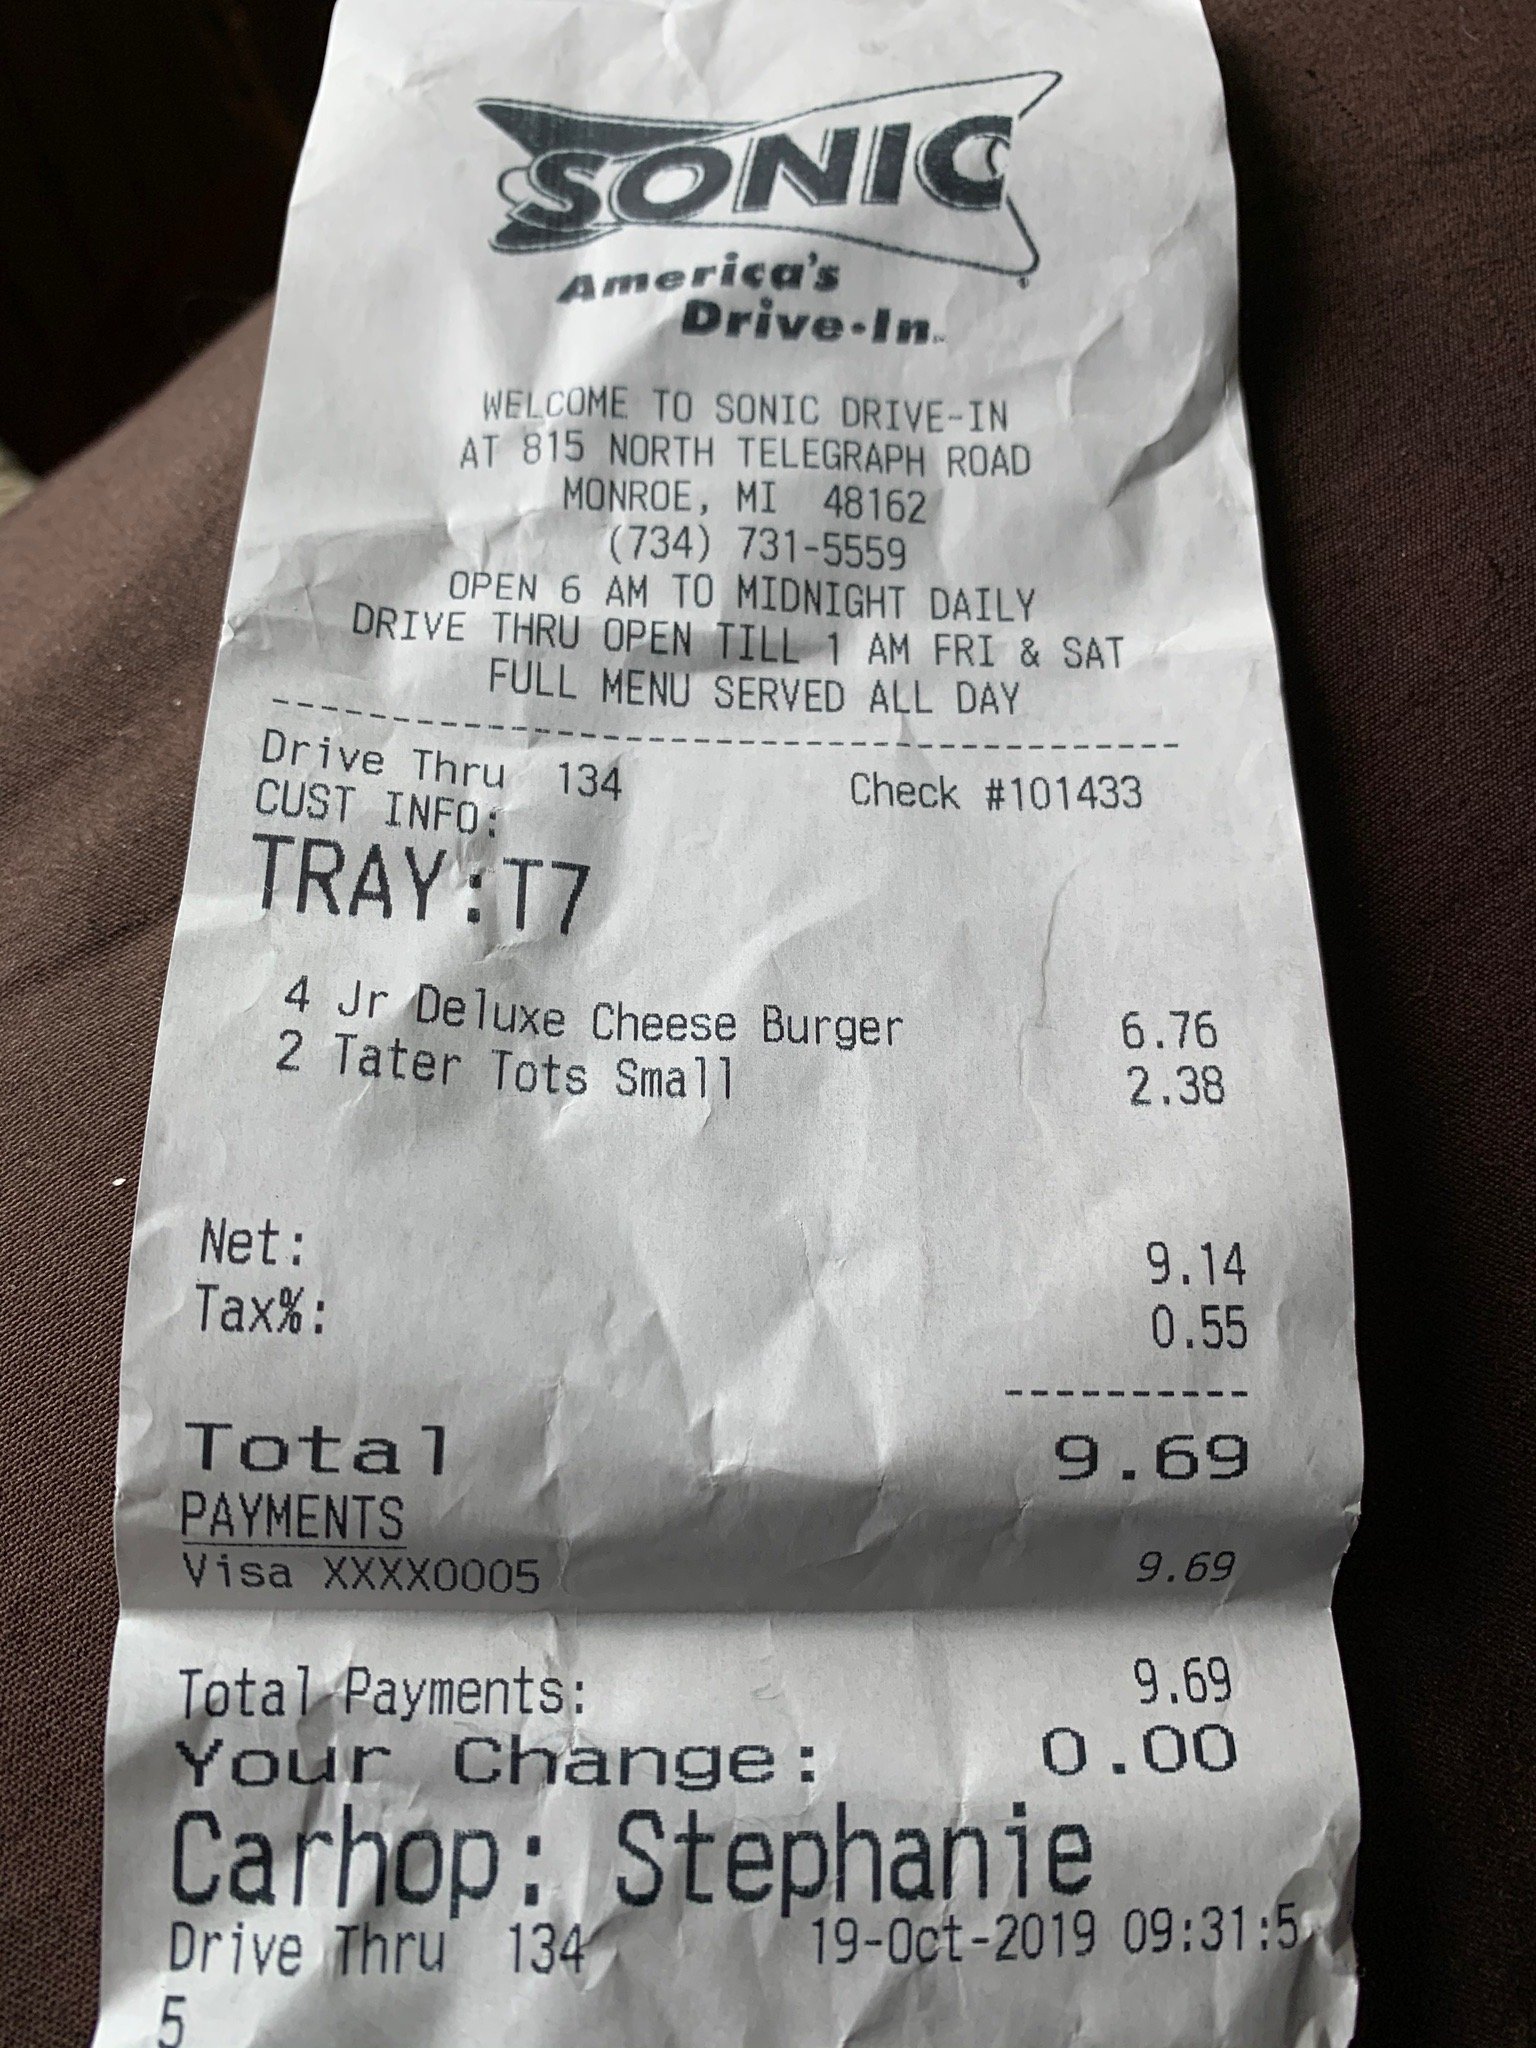 SONIC
America's
Drive-In
WELCOME TO SONIC DRIVE-IN
AT 815 NORTH TELEGRAPH ROAD
MONROE, MI 48162
(734) 731-5559
OPEN 6 AM TO MIDNIGHT DAILY
DRIVE THRU OPEN TILL 1 AM FRI & SAT
FULL MENU SERVED ALL DAY
Drive Thru 134 Check #101433
CUST INFO:
TRAY:T7
4 Jr Deluxe Cheese Burger 6.76
2 Tater Tots Small 2.38
Net: 9.14
Tax%: 0.55
Total 9.69
PAYMENTS
Visa XXXX0005 9.69
Total Payments: 9.69
Your Change: 0.00
Carhop: Stephanie
Drive Thru 134 19-Oct-2019 09:31:5
5